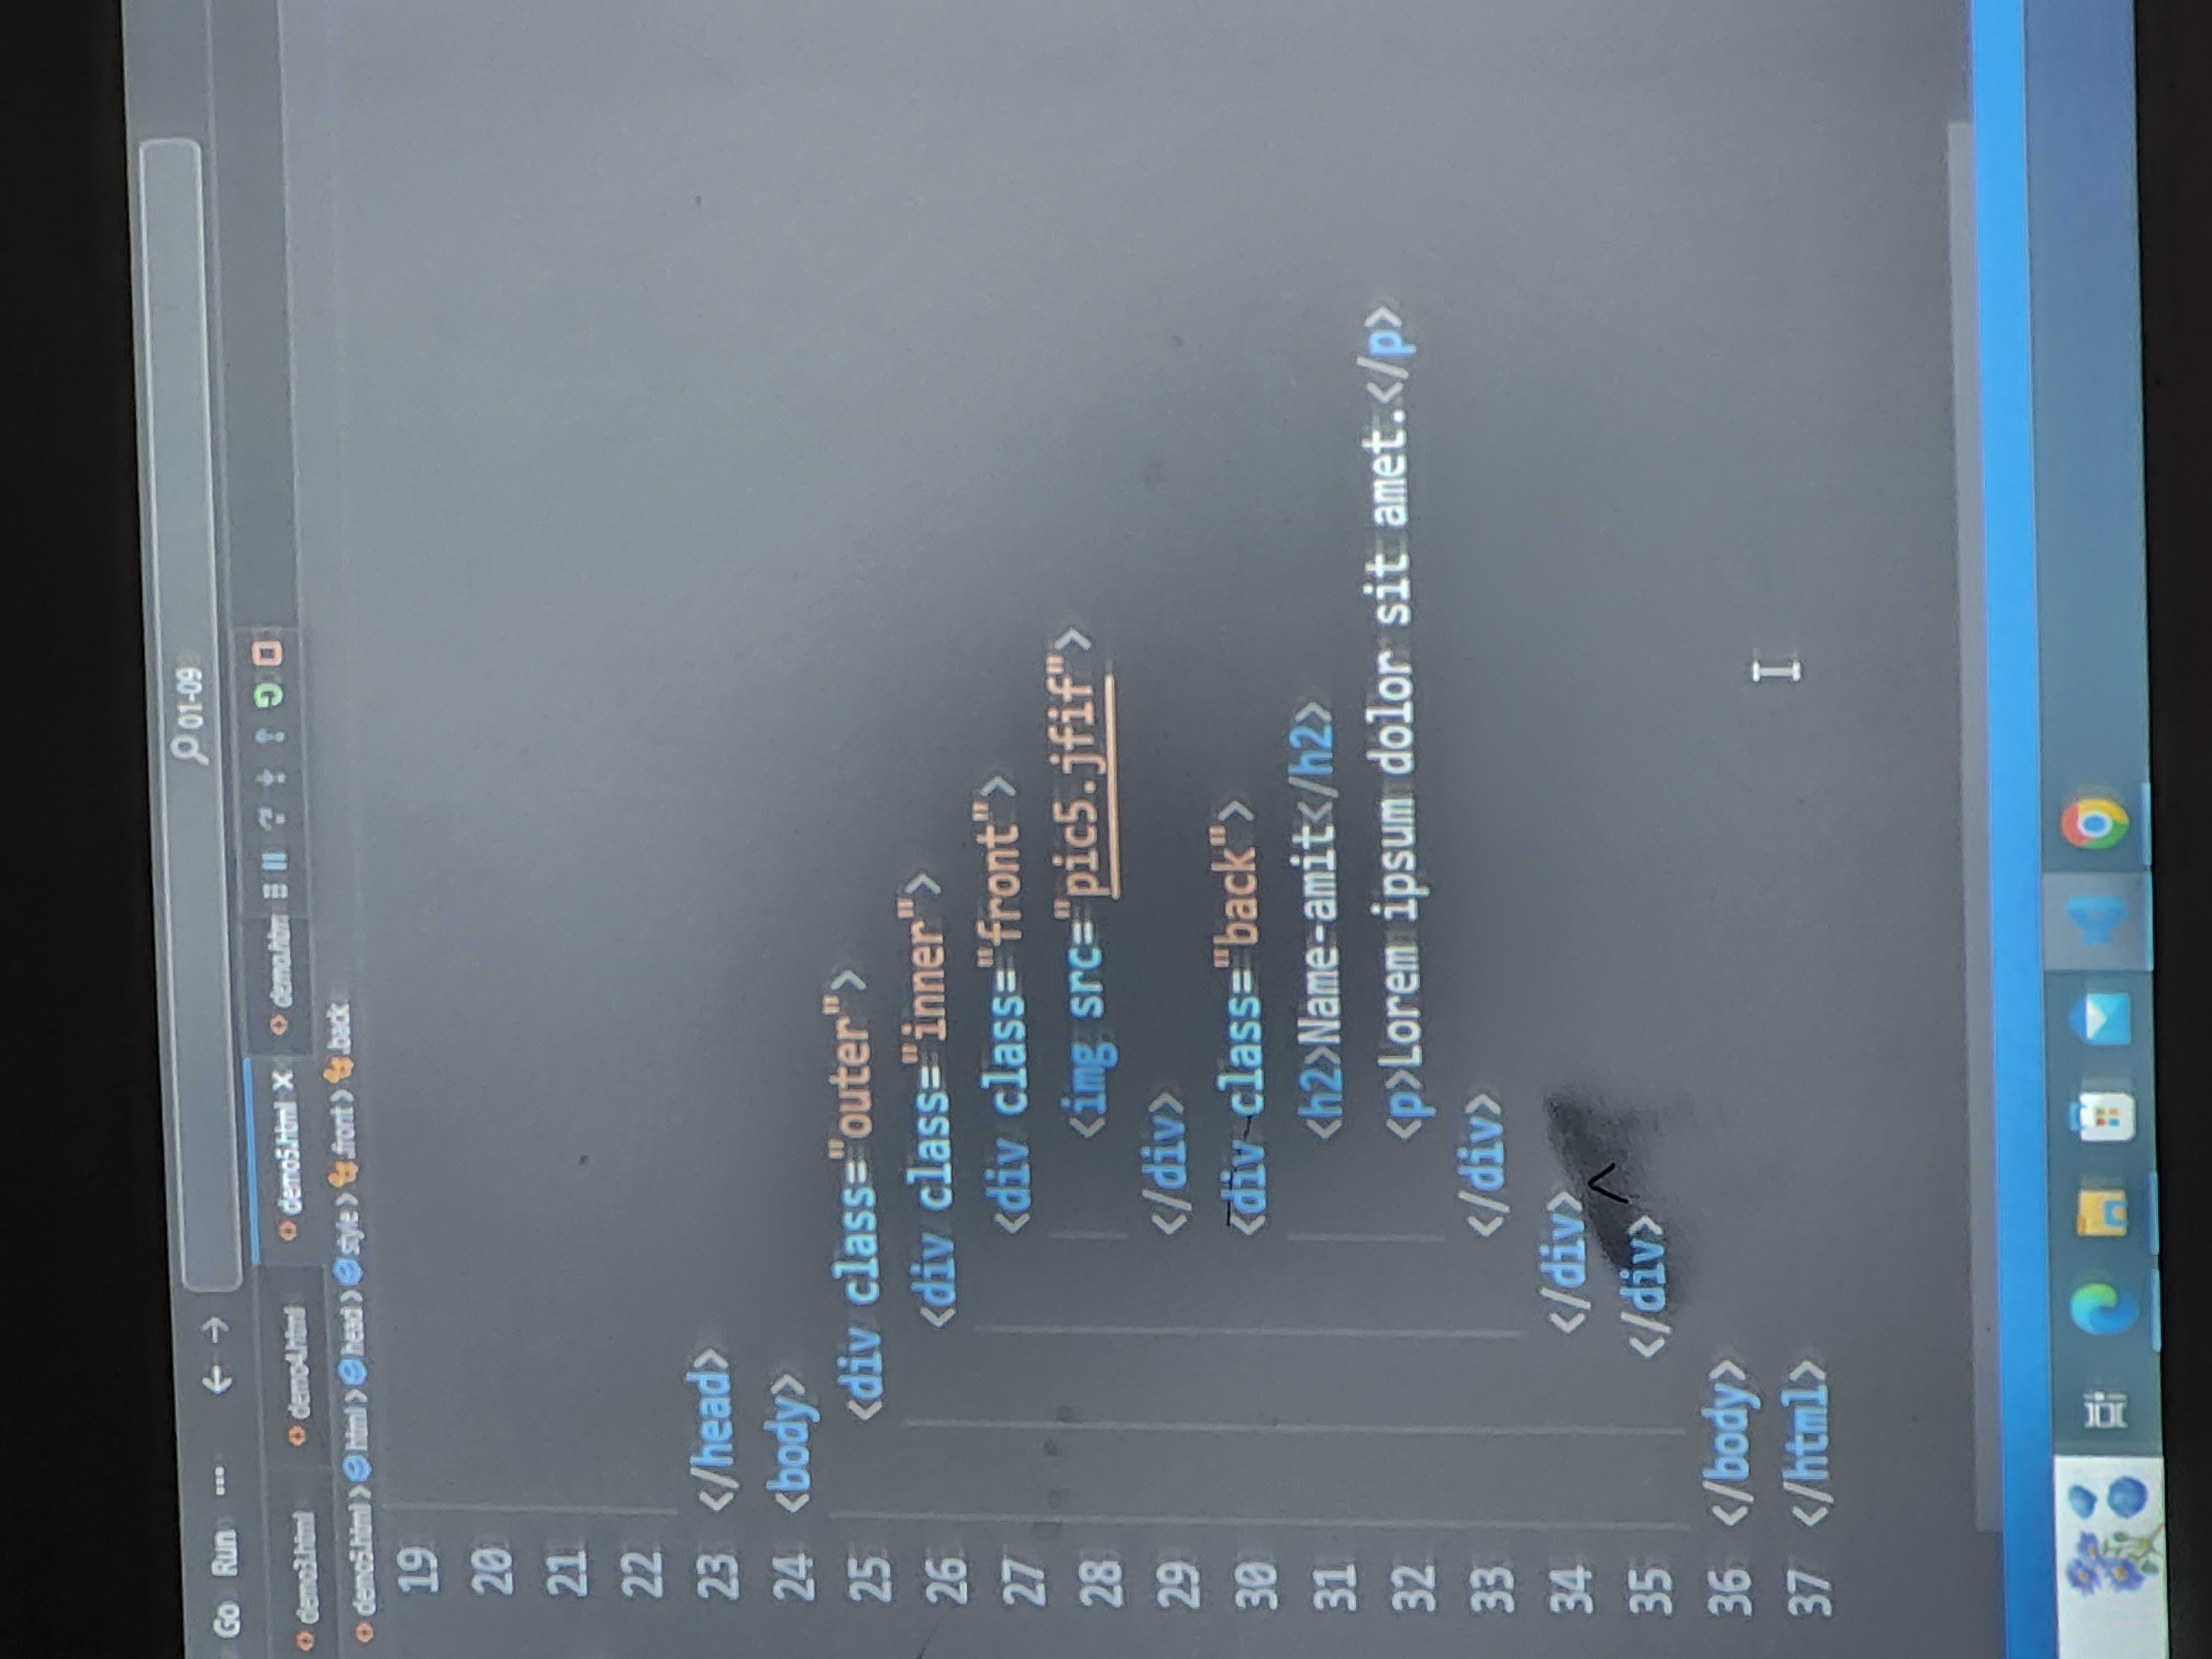 Go Run ... 01-09
demo3.html demo4.html demo5.html demo.htm
demo5.html > html > head > style > .front > .back
19
20
21
22
23 </head>
24 <body>
25 <div class="outer">
26 <div class="inner">
27 <div class="front">
28 <img src="pic5.jfif">
29 </div>
30 <div class="back">
31 <h2>Name-amit</h2>
32 <p>Lorem ipsum dolor sit amet.</p>
33 </div>
34 </div>
35 </div>
36 </body>
37 </html>